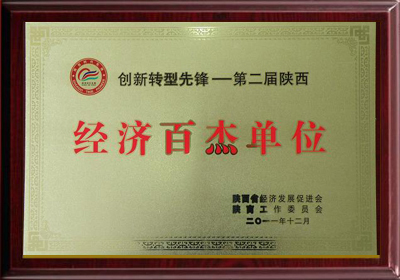 创新转型先锋—第二届陕西
经济百杰单位
陕西省经济发展促进会
陕商工作委员会
二〇一一年十二月